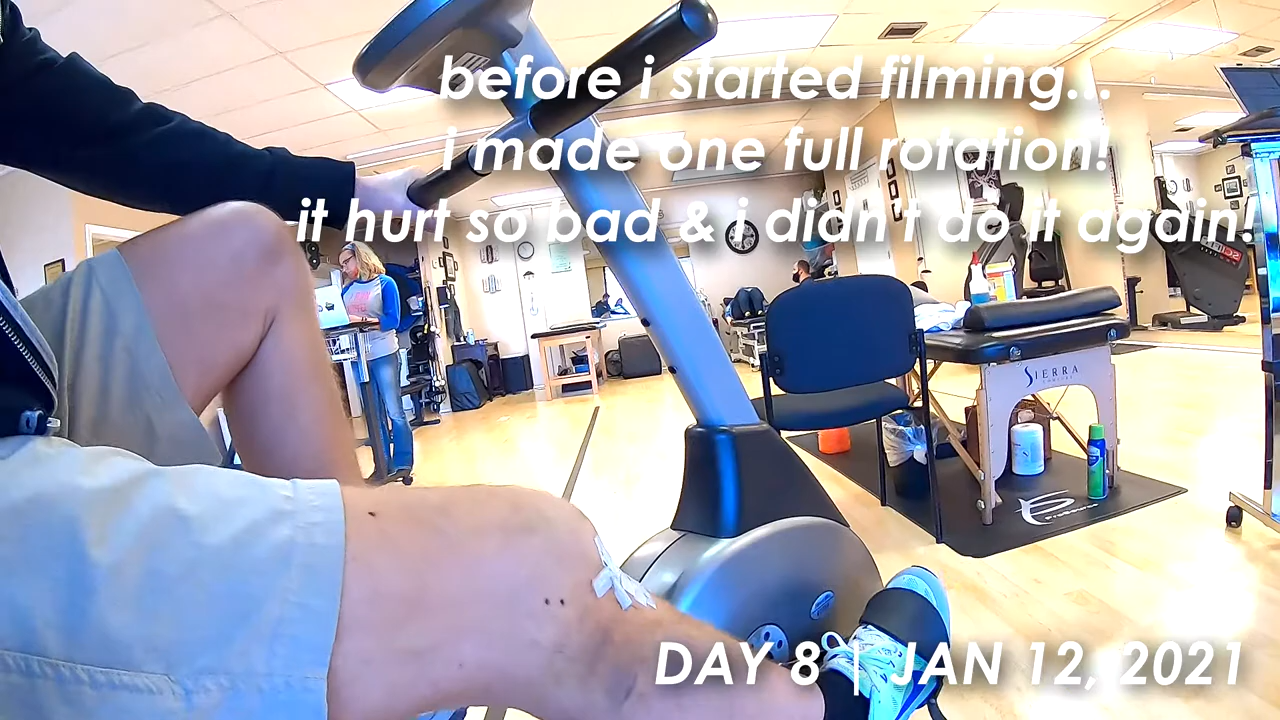 before i started filming...
i made one full rotation!
it hurt so bad & i didn't do it again!
SIERRA
COMFORT
DAY 8 | JAN 12, 2021